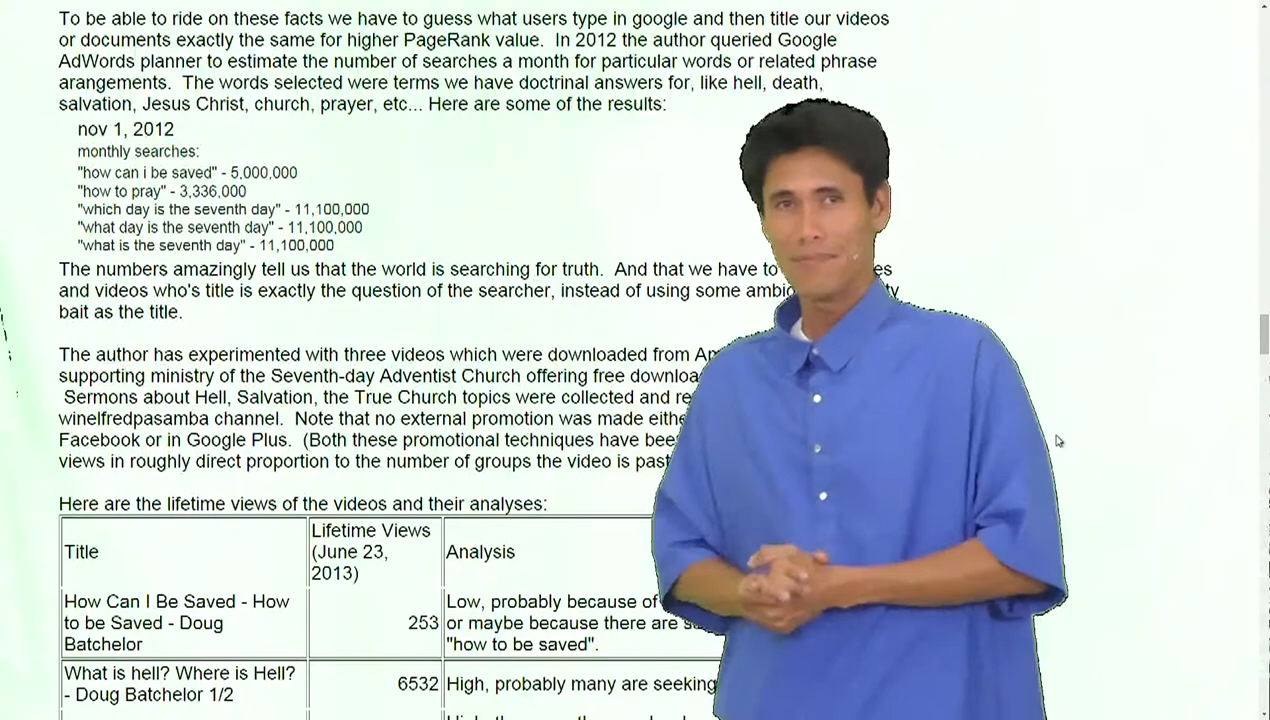 To be able to ride on these facts we have to guess what users type in google and then title our videos
or documents exactly the same for higher PageRank value. In 2012 the author queried Google
AdWords planner to estimate the number of searches a month for particular words or related phrase
arangements. The words selected were terms we have doctrinal answers for, like hell, death,
salvation, Jesus Christ, church, prayer, etc... Here are some of the results:
nov 1, 2012
monthly searches:
"how can i be saved" - 5,000,000
"how to pray" - 3,336,000
"which day is the seventh day" - 11,100,000
"what day is the seventh day" - 11,100,000
"what is the seventh day" - 11,100,000
The numbers amazingly tell us that the world is searching for truth. And that we have to
and videos who's title is exactly the question of the searcher, instead of using some
bait as the title.
The author has experimented with three videos which were downloaded from
supporting ministry of the Seventh-day Adventist Church offering free
Sermons about Hell, Salvation, the True Church topics were collected and
winelfredpasamba channel. Note that no external promotion was made
Facebook or in Google Plus. (Both these promotional techniques have
views in roughly direct proportion to the number of groups the video is
Here are the lifetime views of the videos and their analyses:
Title
Lifetime Views
(June 23,
2013)
Analysis
How Can I Be Saved - How
to be Saved - Doug
Batchelor
253
Low, probably because of
or maybe because there are
"how to be saved".
What is hell? Where is Hell?
- Doug Batchelor 1/2
6532
High, probably many are seeking